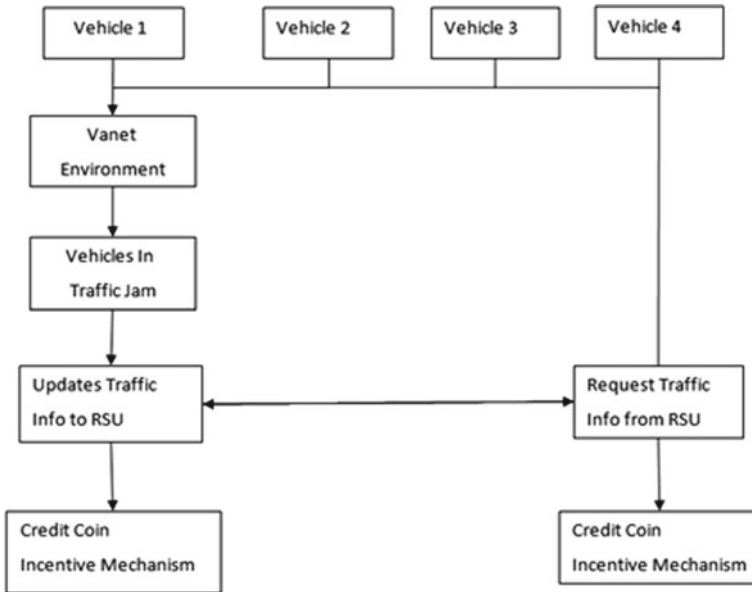 Vehicle 1
Vehicle 2
Vehicle 3
Vehicle 4
Vanet
Environment
Vehicles In
Traffic Jam
Updates Traffic
Info to RSU
Request Traffic
Info from RSU
Credit Coin
Incentive Mechanism
Credit Coin
Incentive Mechanism